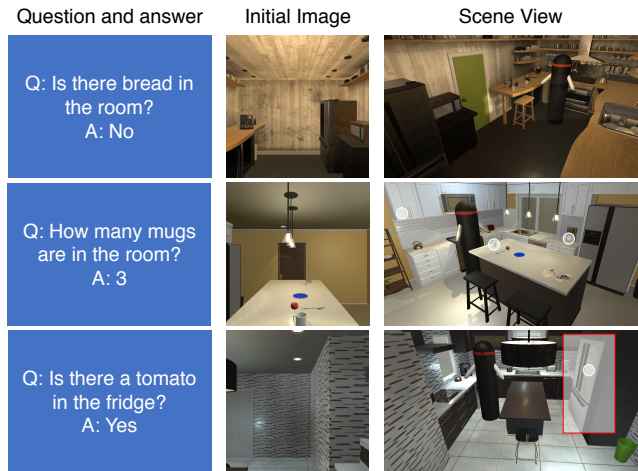 Question and answer
Initial Image
Scene View
Q: Is there bread in
the room?
A: No
Q: How many mugs
are in the room?
A: 3
Q: Is there a tomato
in the fridge?
A: Yes